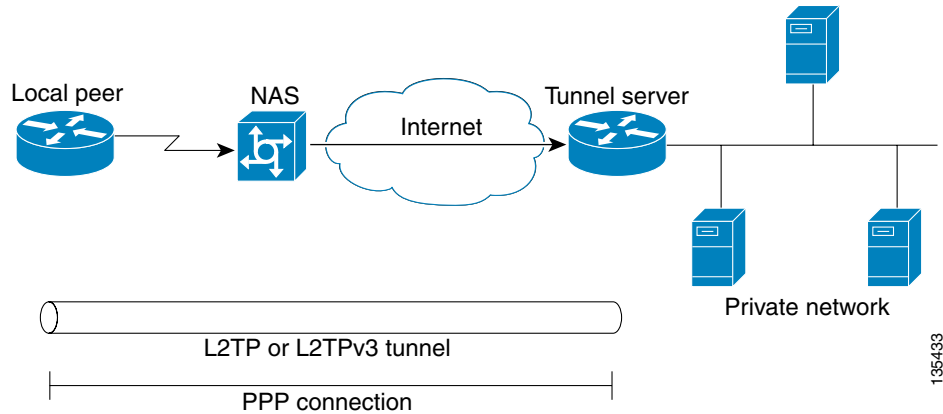 Local peer
NAS
Internet
Tunnel server
Private network
L2TP or L2TPv3 tunnel
PPP connection
135433